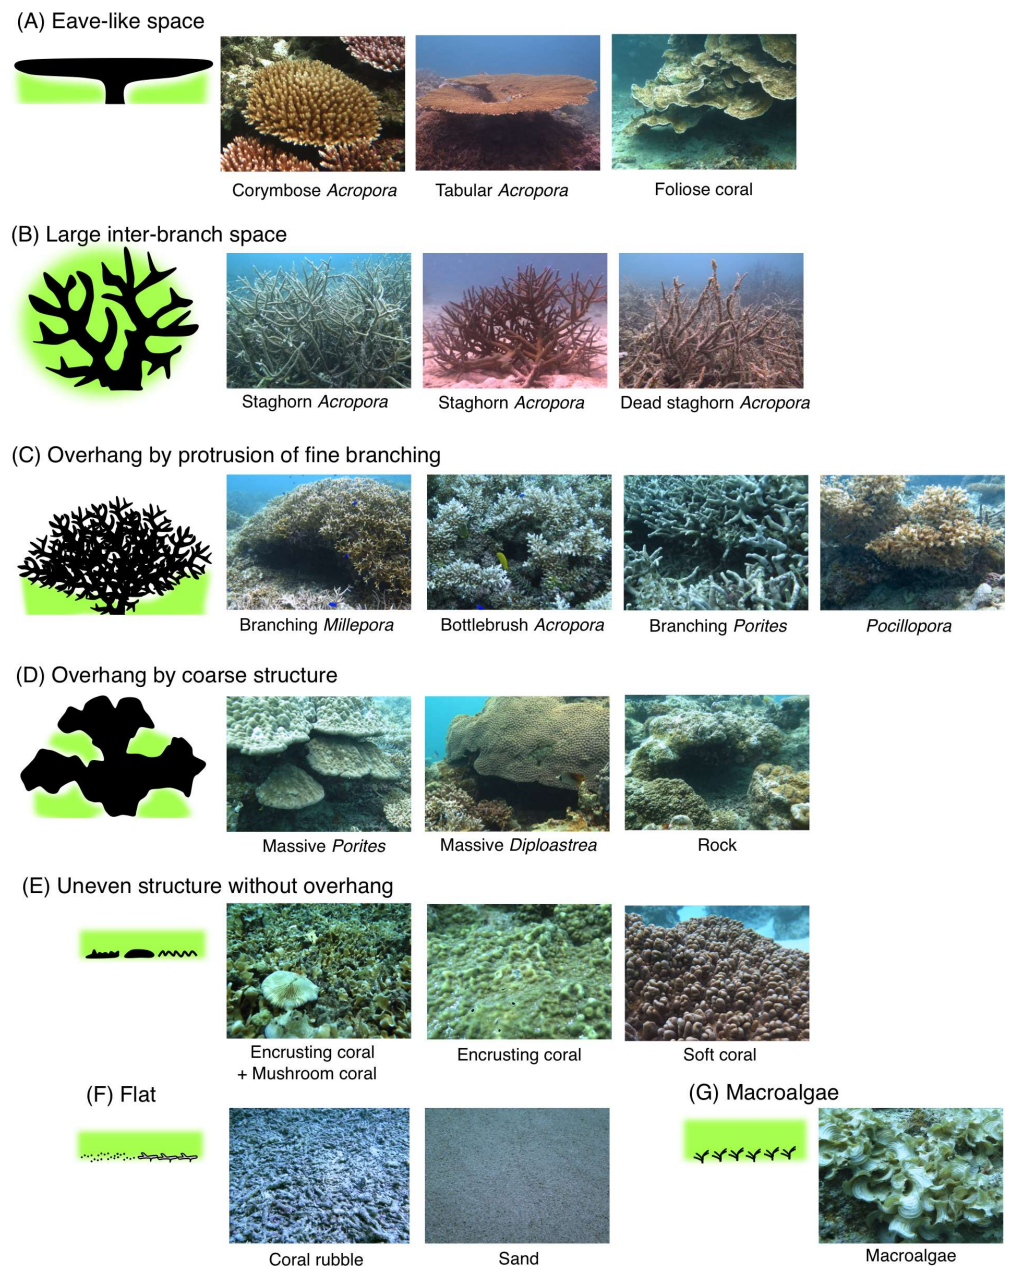 (A) Eave-like space
Corymbose Acropora
Tabular Acropora
Foliose coral
(B) Large inter-branch space
Staghorn Acropora
Staghorn Acropora
Dead staghorn Acropora
(C) Overhang by protrusion of fine branching
Branching Millepora
Bottlebrush Acropora
Branching Porites
Pocillopora
(D) Overhang by coarse structure
Massive Porites
Massive Diploastrea
Rock
(E) Uneven structure without overhang
Encrusting coral
+ Mushroom coral
Encrusting coral
Soft coral
(F) Flat
Coral rubble
Sand
(G) Macroalgae
Macroalgae